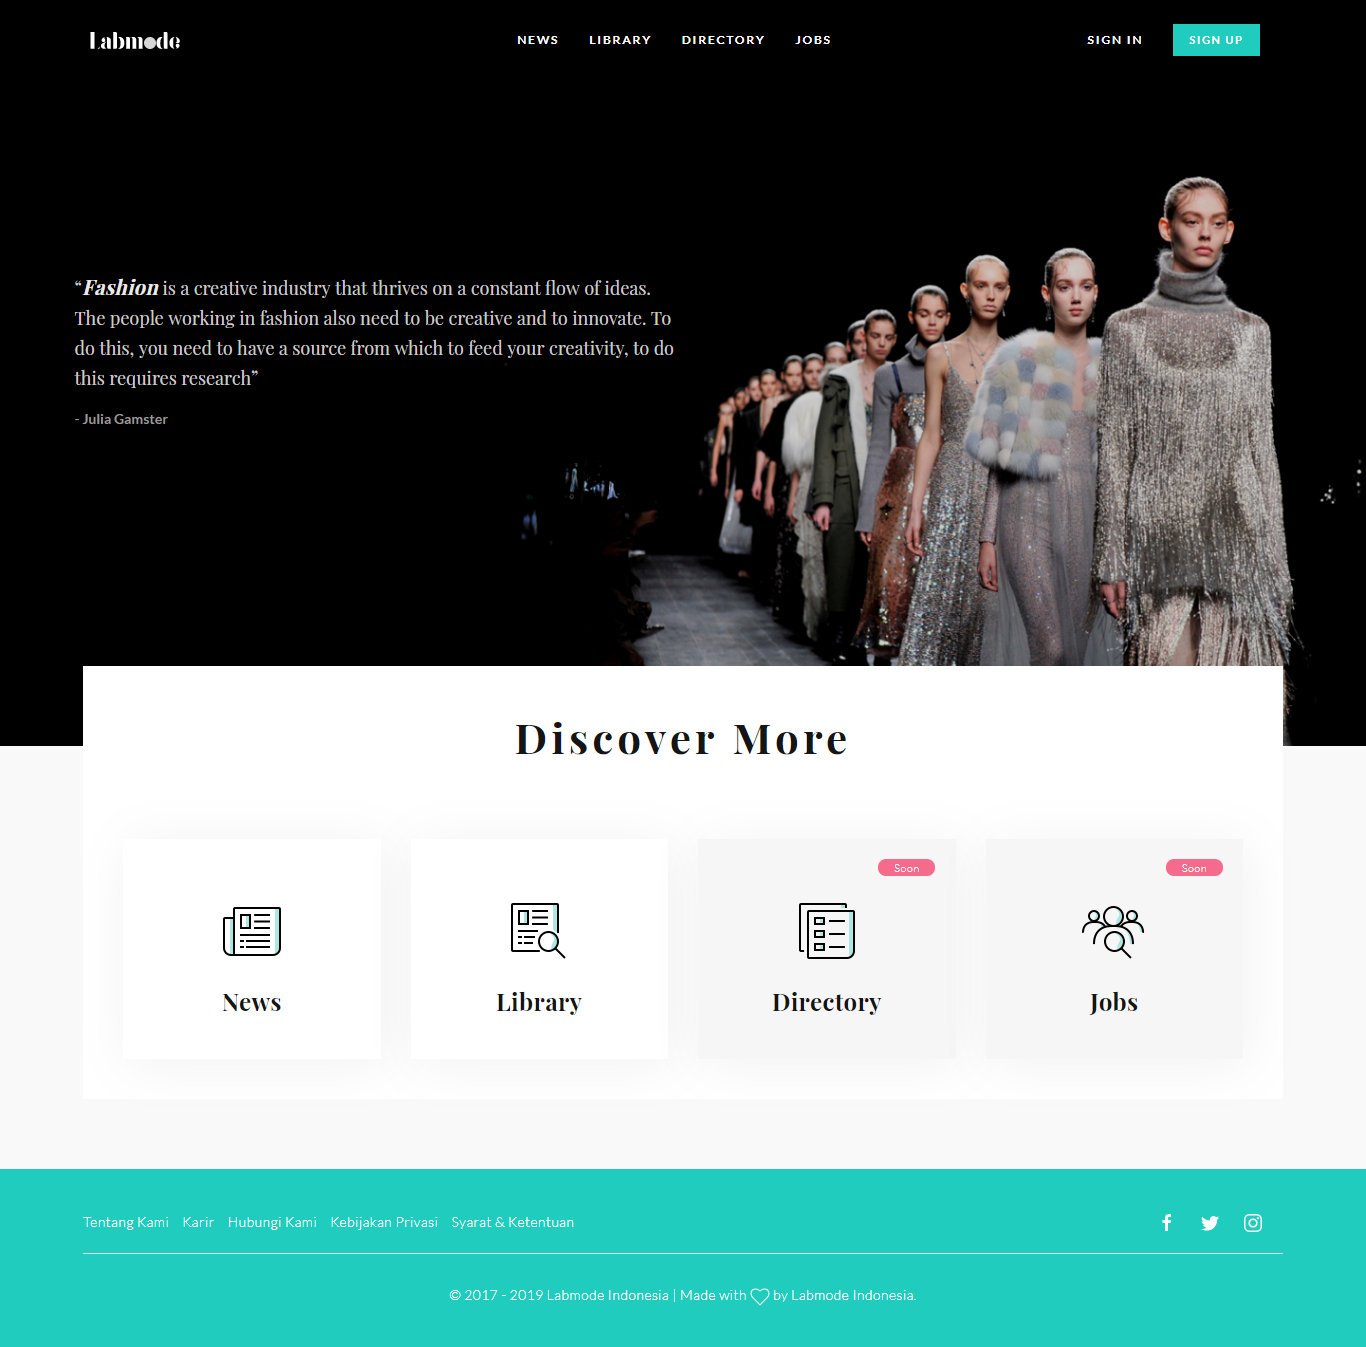 Labmode
NEWS LIBRARY DIRECTORY JOBS
SIGN IN SIGN UP
“Fashion is a creative industry that thrives on a constant flow of ideas.
The people working in fashion also need to be creative and to innovate. To
do this, you need to have a source from which to feed your creativity, to do
this requires research”
- Julia Gamster
Discover More
News
Library
Soon
Directory
Soon
Jobs
Tentang Kami Karir Hubungi Kami Kebijakan Privasi Syarat & Ketentuan
© 2017 - 2019 Labmode Indonesia | Made with by Labmode Indonesia.